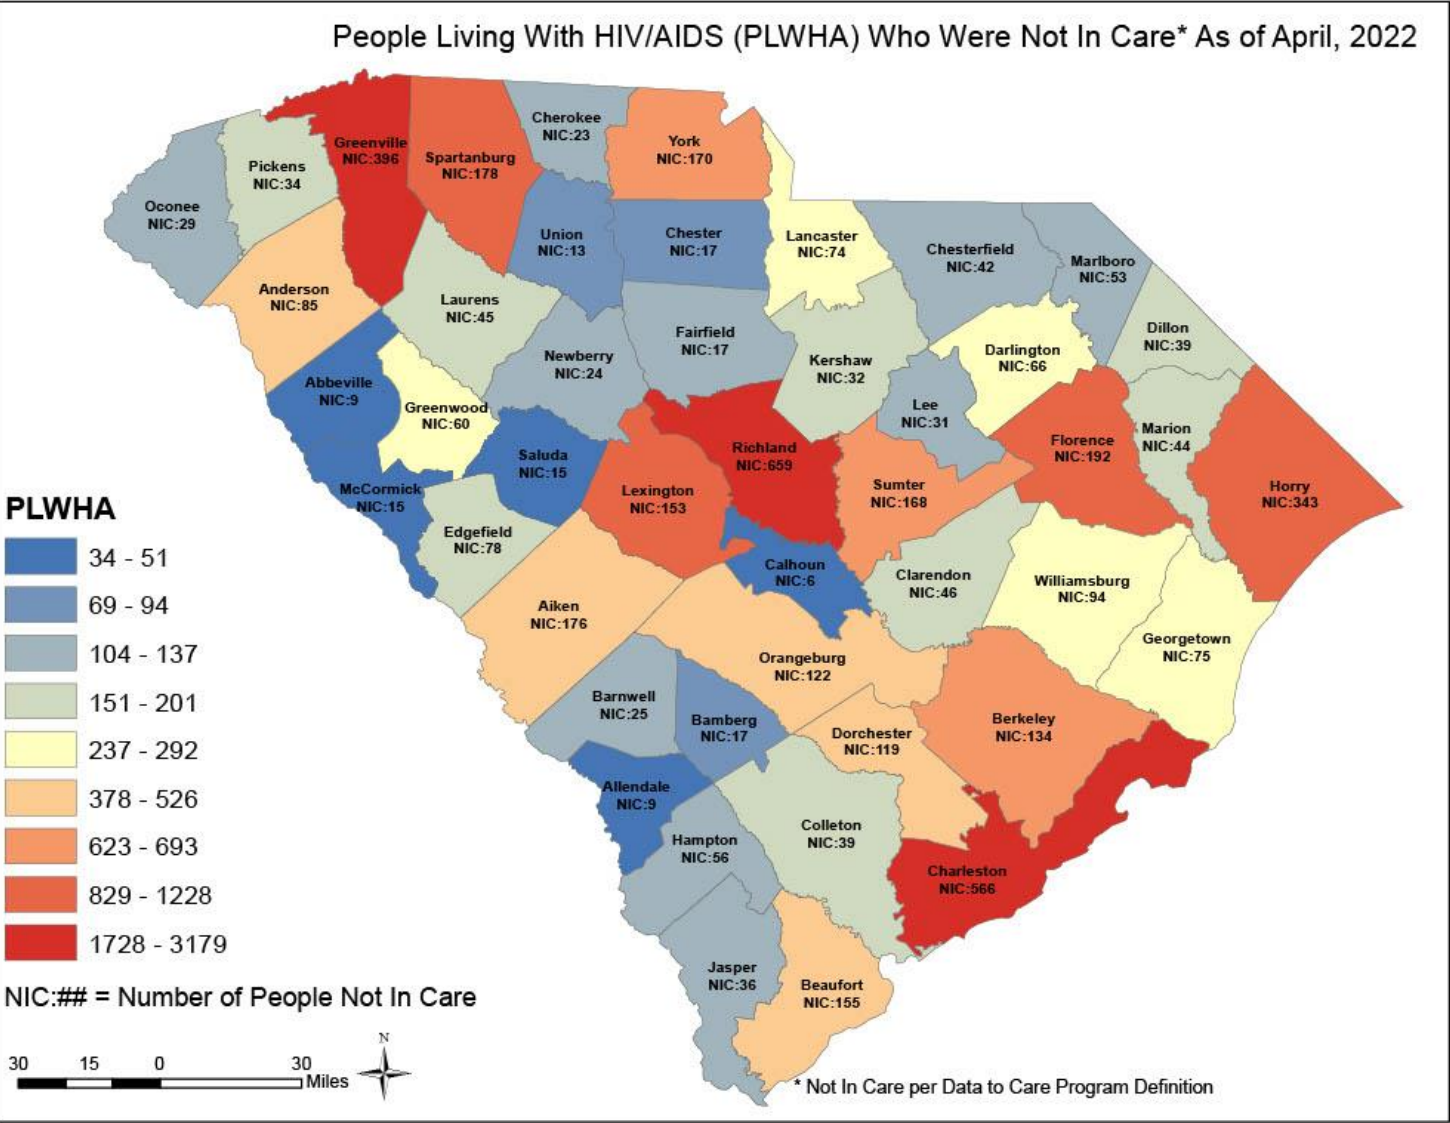 People Living With HIV/AIDS (PLWHA) Who Were Not In Care* As of April, 2022
Cherokee
NIC:23
York
NIC:170
Greenville
NIC:396
Spartanburg
NIC:178
Pickens
NIC:34
Oconee
NIC:29
Union
NIC:13
Chester
NIC:17
Lancaster
NIC:74
Chesterfield
NIC:42
Marlboro
NIC:53
Anderson
NIC:85
Laurens
NIC:45
Newberry
NIC:24
Fairfield
NIC:17
Kershaw
NIC:32
Darlington
NIC:66
Dillon
NIC:39
Abbeville
NIC:9
Greenwood
NIC:60
Lee
NIC:31
Saluda
NIC:15
Richland
NIC:659
Florence
NIC:192
Marion
NIC:44
McCormick
NIC:15
Lexington
NIC:153
Sumter
NIC:168
Horry
NIC:343
Edgefield
NIC:78
Calhoun
NIC:6
Clarendon
NIC:46
Williamsburg
NIC:94
Aiken
NIC:176
Georgetown
NIC:75
Orangeburg
NIC:122
Barnwell
NIC:25
Bamberg
NIC:17
Dorchester
NIC:119
Berkeley
NIC:134
Allendale
NIC:9
Hampton
NIC:56
Colleton
NIC:39
Charleston
NIC:566
Jasper
NIC:36
Beaufort
NIC:155
PLWHA
34 - 51
69 - 94
104 - 137
151 - 201
237 - 292
378 - 526
623 - 693
829 - 1228
1728 - 3179
NIC:## = Number of People Not In Care
30 15 0 30
Miles
N
* Not In Care per Data to Care Program Definition